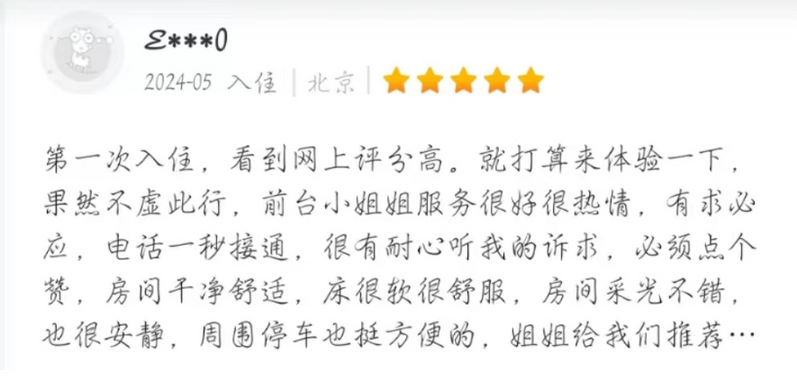 E***0
2024-05 入住 | 北京 |
第一次入住，看到网上评分高。就打算来体验一下，
果然不虚此行，前台小姐姐服务很好很热情，有求必
应，电话一秒接通，很有耐心听我的诉求，必须点个
赞，房间干净舒适，床很软很舒服，房间采光不错，
也很安静，周围停车也挺方便的，姐姐给我们推荐…